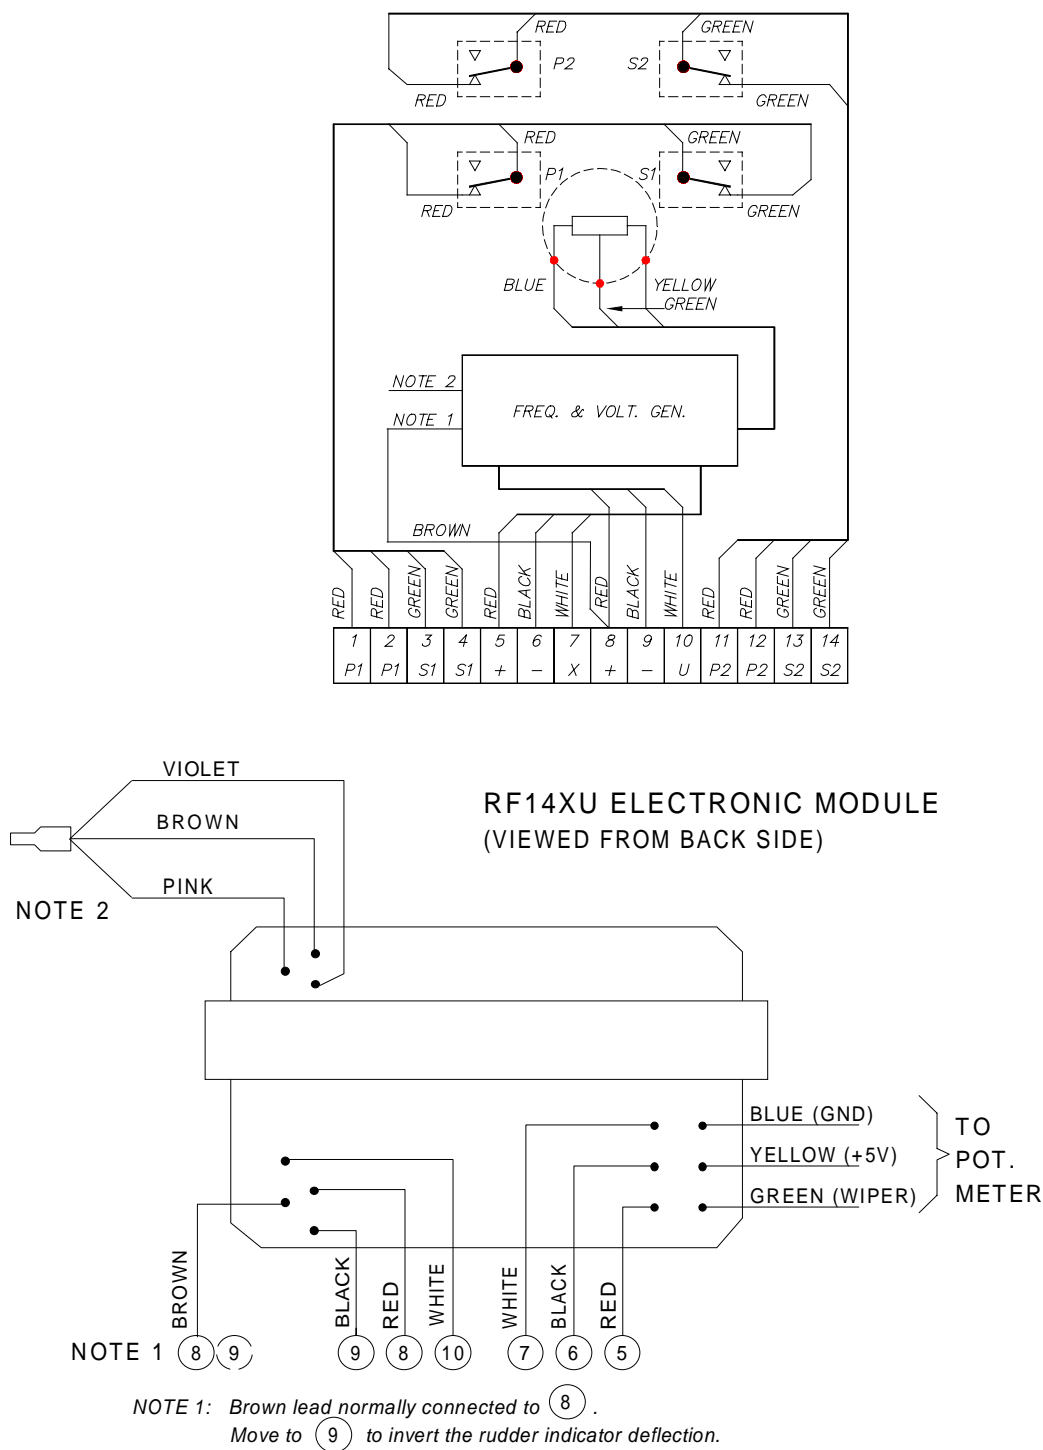 RED GREEN
P2 S2
RED GREEN
RED GREEN
P1 S1
RED GREEN
BLUE YELLOW
GREEN
NOTE 2
NOTE 1
FREQ. & VOLT. GEN.
BROWN
RED RED GREEN GREEN RED BLACK WHITE RED BLACK WHITE RED RED GREEN GREEN
1 2 3 4 5 6 7 8 9 10 11 12 13 14
P1 P1 S1 S1 + - X + - U P2 P2 S2 S2
VIOLET
BROWN
PINK
NOTE 2
RF14XU ELECTRONIC MODULE
(VIEWED FROM BACK SIDE)
BLUE (GND)
YELLOW (+5V)
GREEN (WIPER)
TO
POT.
METER
BROWN BLACK RED WHITE WHITE BLACK RED
NOTE 1 8 9 9 8 10 7 6 5
NOTE 1: Brown lead normally connected to 8 .
Move to 9 to invert the rudder indicator deflection.